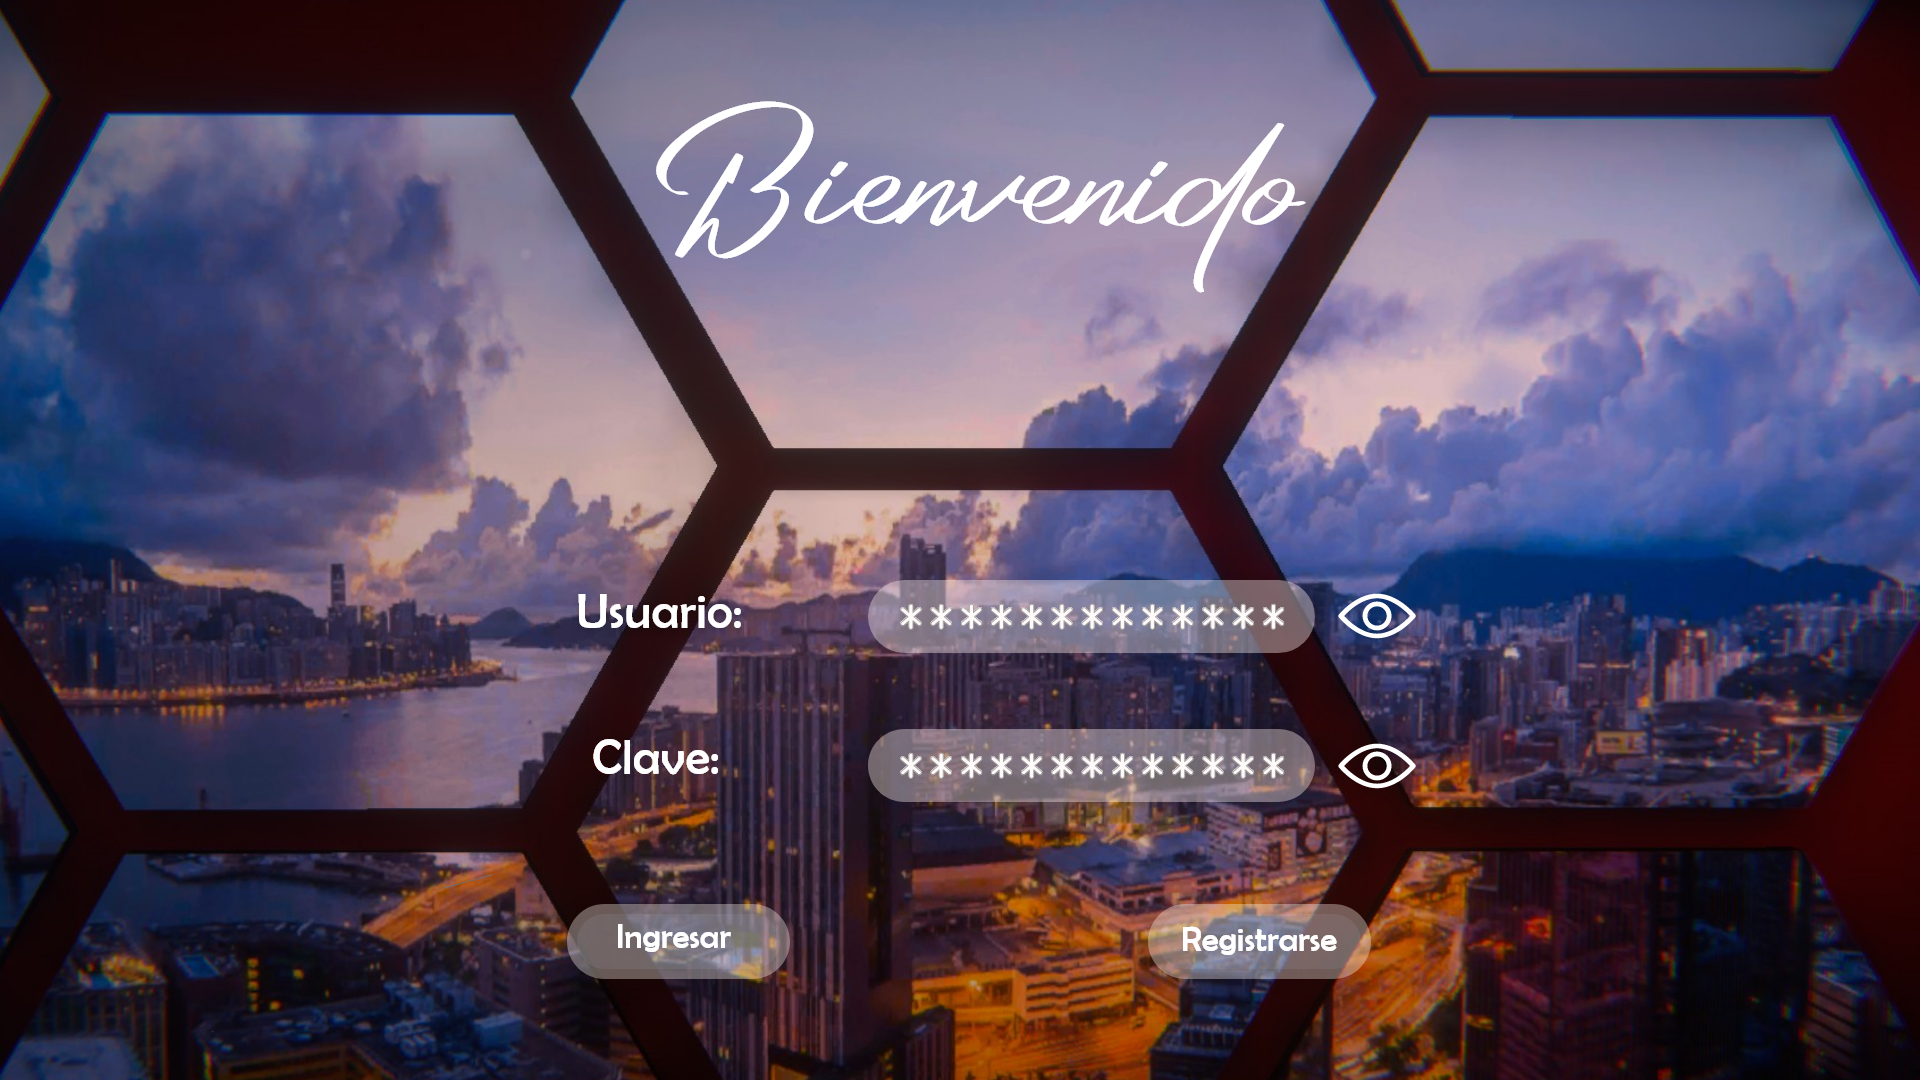 Bienvenido
Usuario: *************
Clave: *************
Ingresar Registrarse